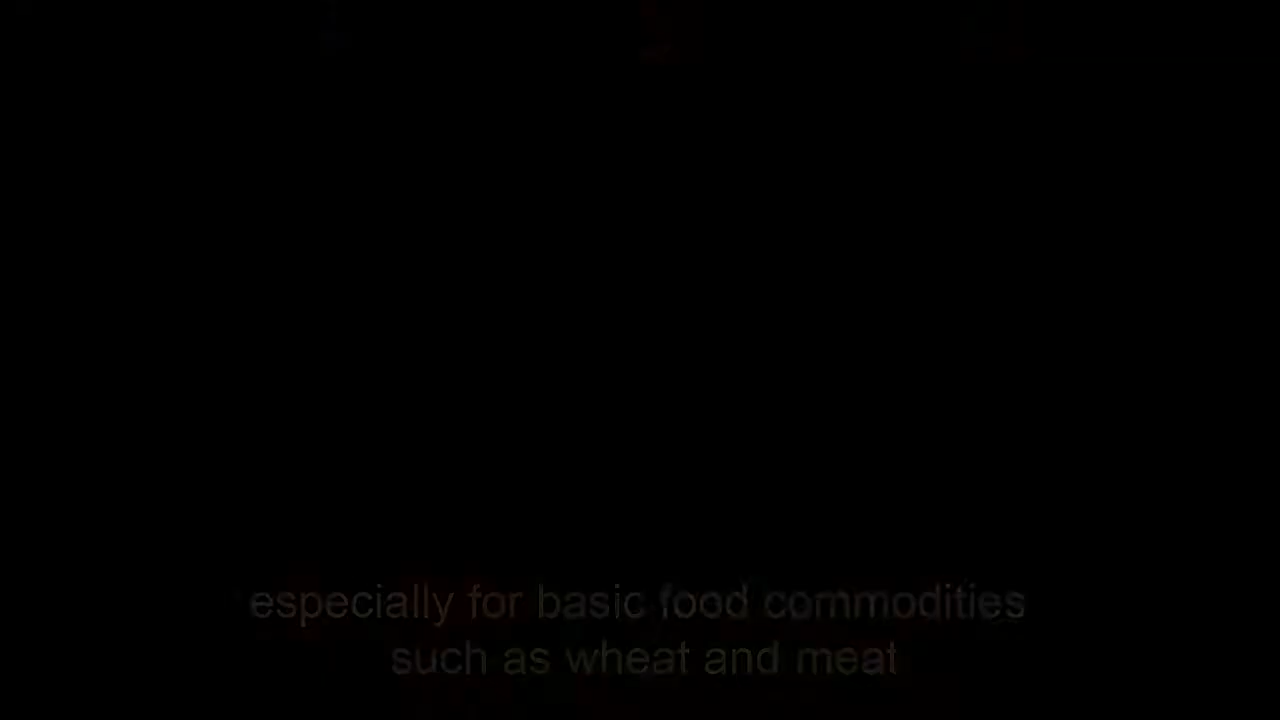 especially for basic food commodities
such as wheat and meat